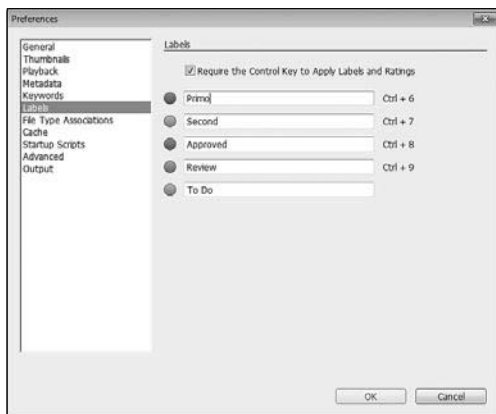 Preferences
General
Thumbnails
Playback
Metadata
Keywords
Labels
File Type Associations
Cache
Startup Scripts
Advanced
Output
Labels
Require the Control Key to Apply Labels and Ratings
Primo Ctrl + 6
Second Ctrl + 7
Approved Ctrl + 8
Review Ctrl + 9
To Do
OK Cancel